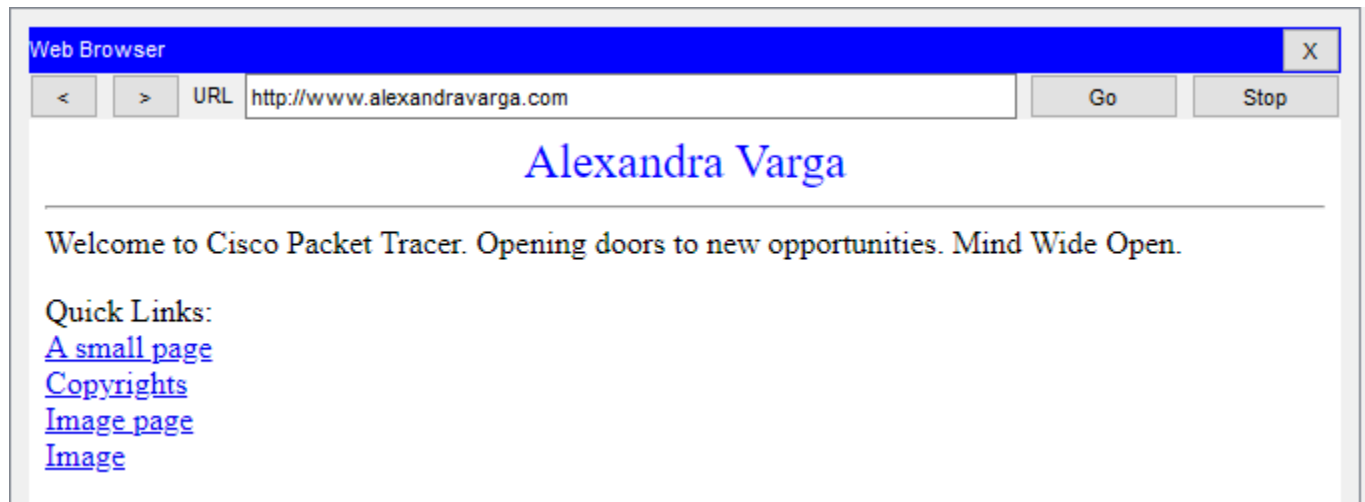 Web Browser X
< > URL http://www.alexandravarga.com Go Stop
Alexandra Varga
Welcome to Cisco Packet Tracer. Opening doors to new opportunities. Mind Wide Open.
Quick Links:
A small page
Copyrights
Image page
Image